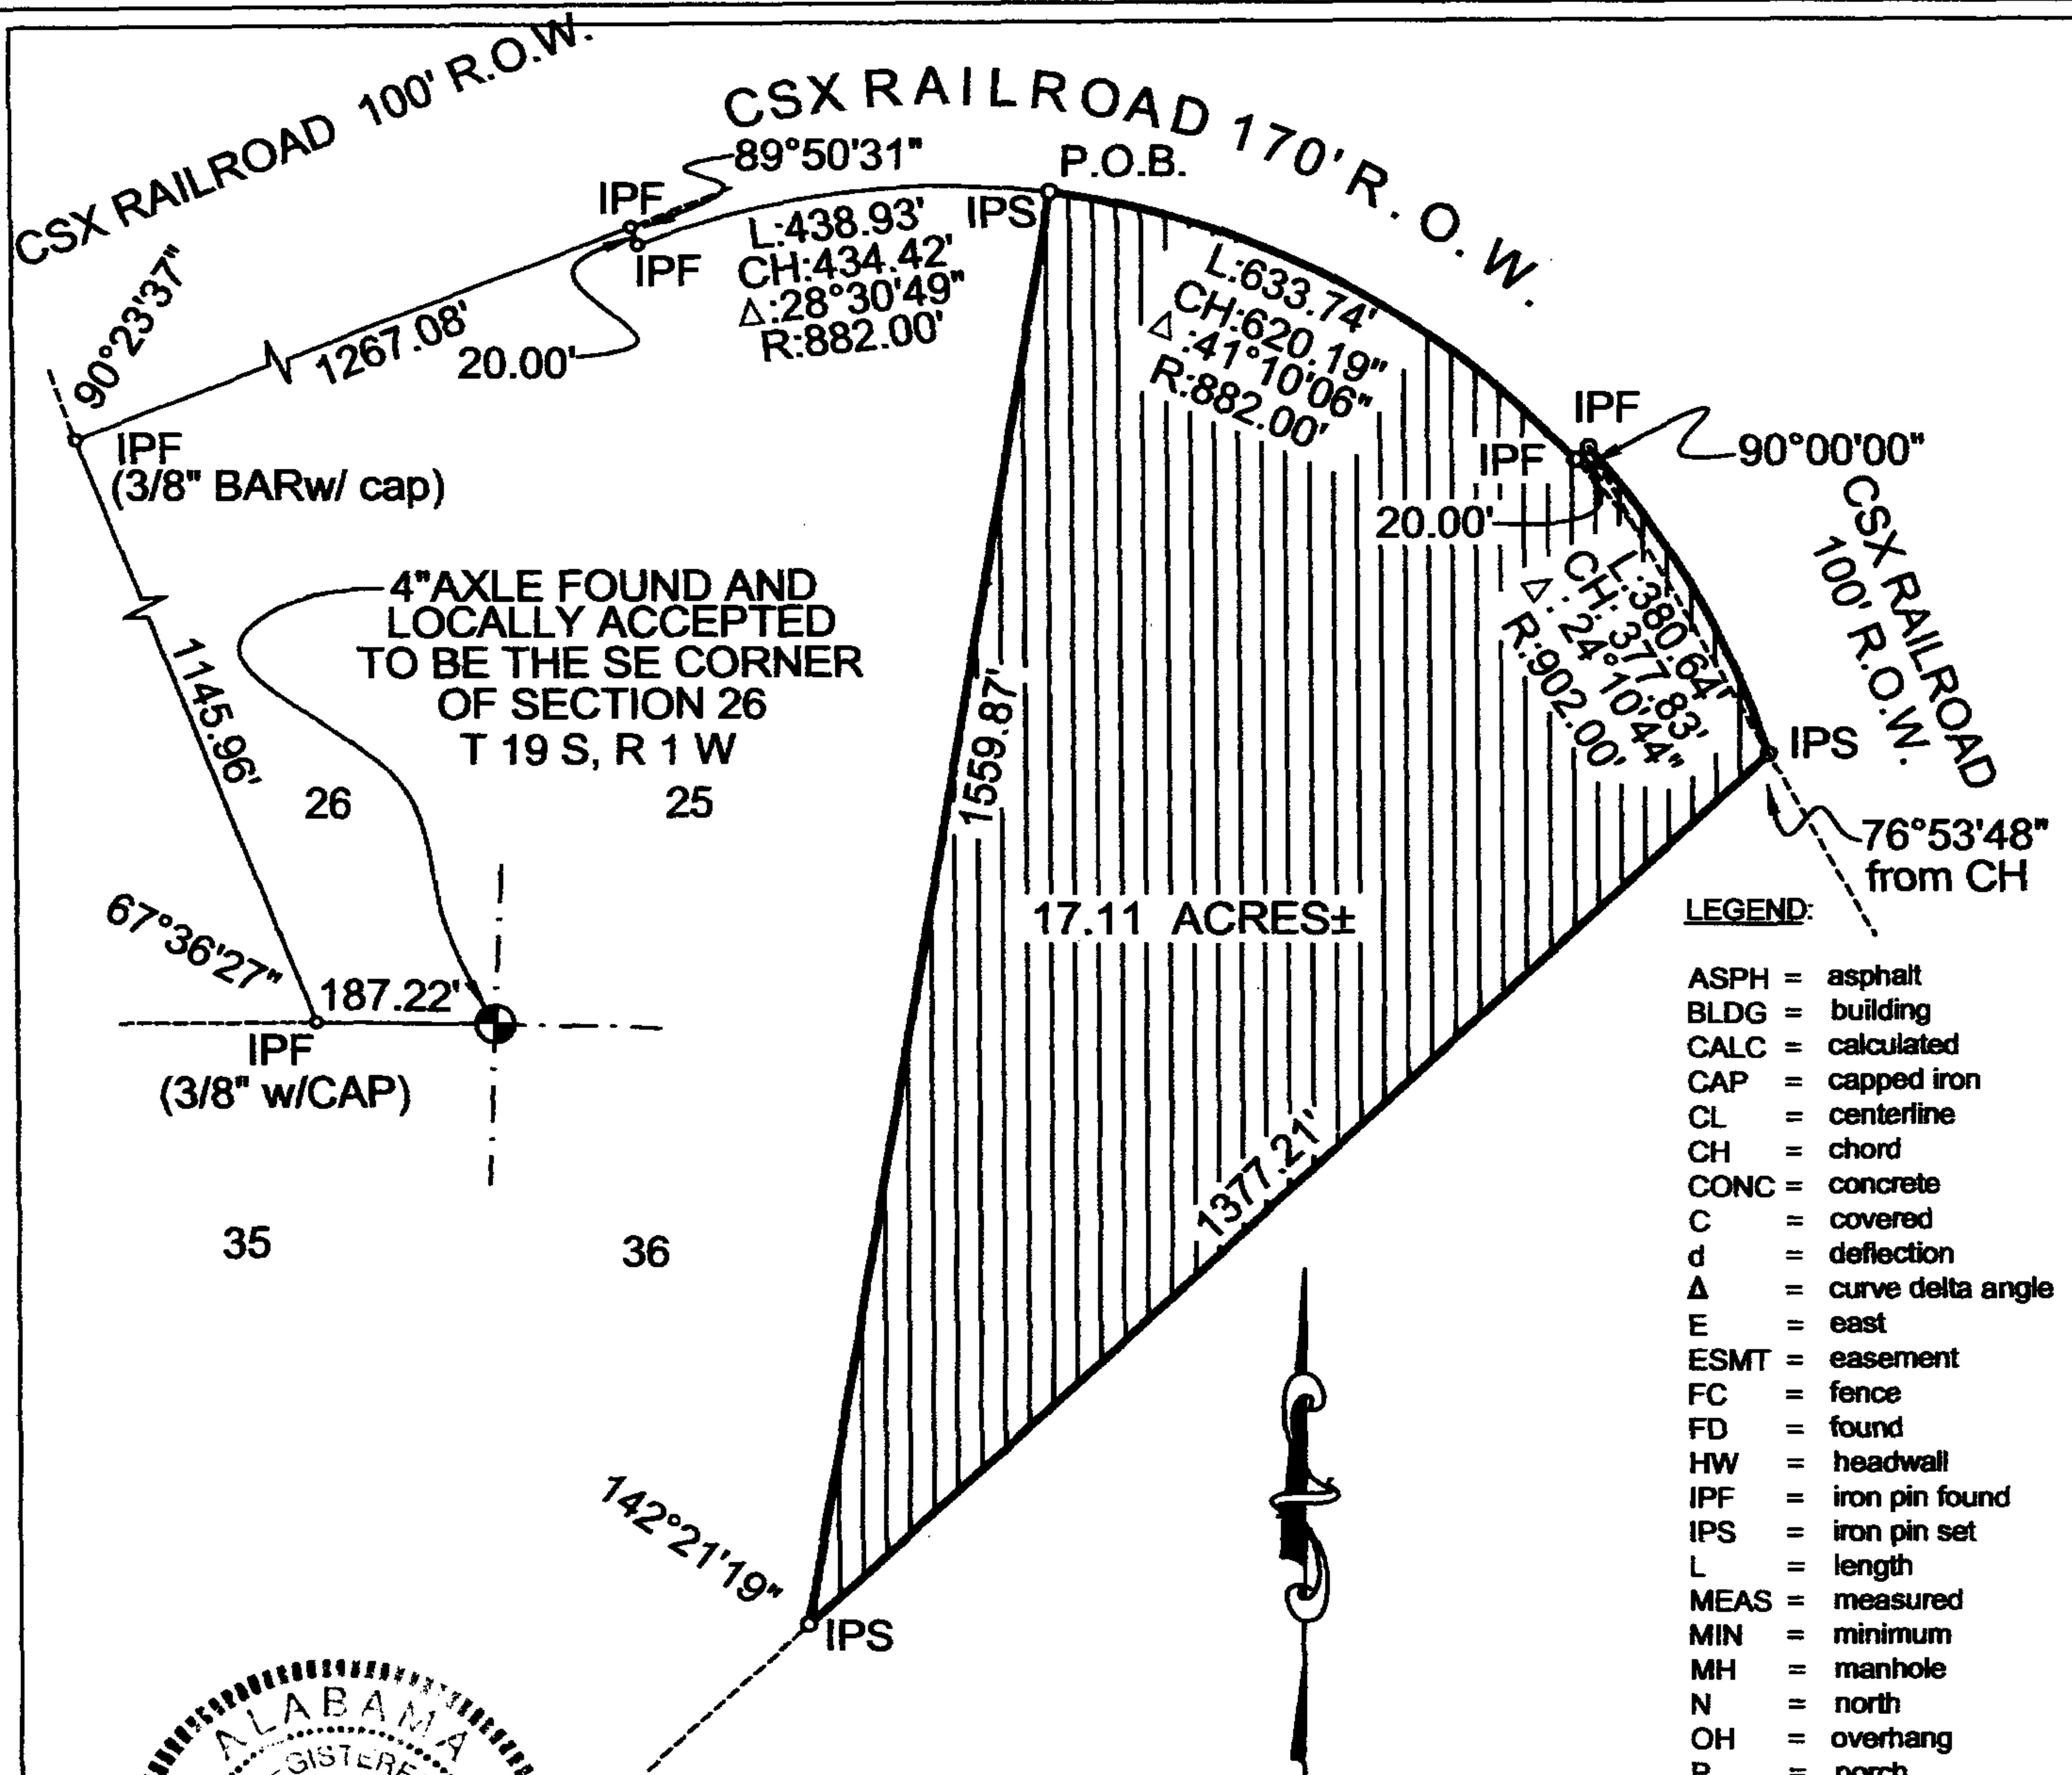 CSX RAILROAD 100' R.O.W.
CSX RAILROAD 170' R.O.W.
89°50'31"
P.O.B.
IPF
IPS
IPF
L:438.93'
CH:434.42'
Δ:28°30'49"
R:882.00'
90°23'37"
1267.08'
20.00'
L:633.74'
CH:620.19"
Δ:41°10'06"
R:882.00'
IPF
IPF
90°00'00"
20.00'
IPF
(3/8" BARw/ cap)
CSX RAILROAD
100' R.O.W.
L:380.64'
CH: 377.83'
Δ: 24°10'44"
R:902.00'
4"AXLE FOUND AND
LOCALLY ACCEPTED
TO BE THE SE CORNER
OF SECTION 26
T 19 S, R 1 W
1145.96'
1559.87'
IPS
26
25
76°53'48"
from CH
67°36'27"
187.22'
17.11 ACRES±
IPF
(3/8" w/CAP)
1377.21'
35
36
142°21'19"
IPS
LEGEND:
ASPH = asphalt
BLDG = building
CALC = calculated
CAP = capped iron
CL = centerline
CH = chord
CONC = concrete
C = covered
d = deflection
Δ = curve delta angle
E = east
ESMT = easement
FC = fence
FD = found
HW = headwall
IPF = iron pin found
IPS = iron pin set
L = length
MEAS = measured
MIN = minimum
MH = manhole
N = north
OH = overhang
P = porch
ALABAMA